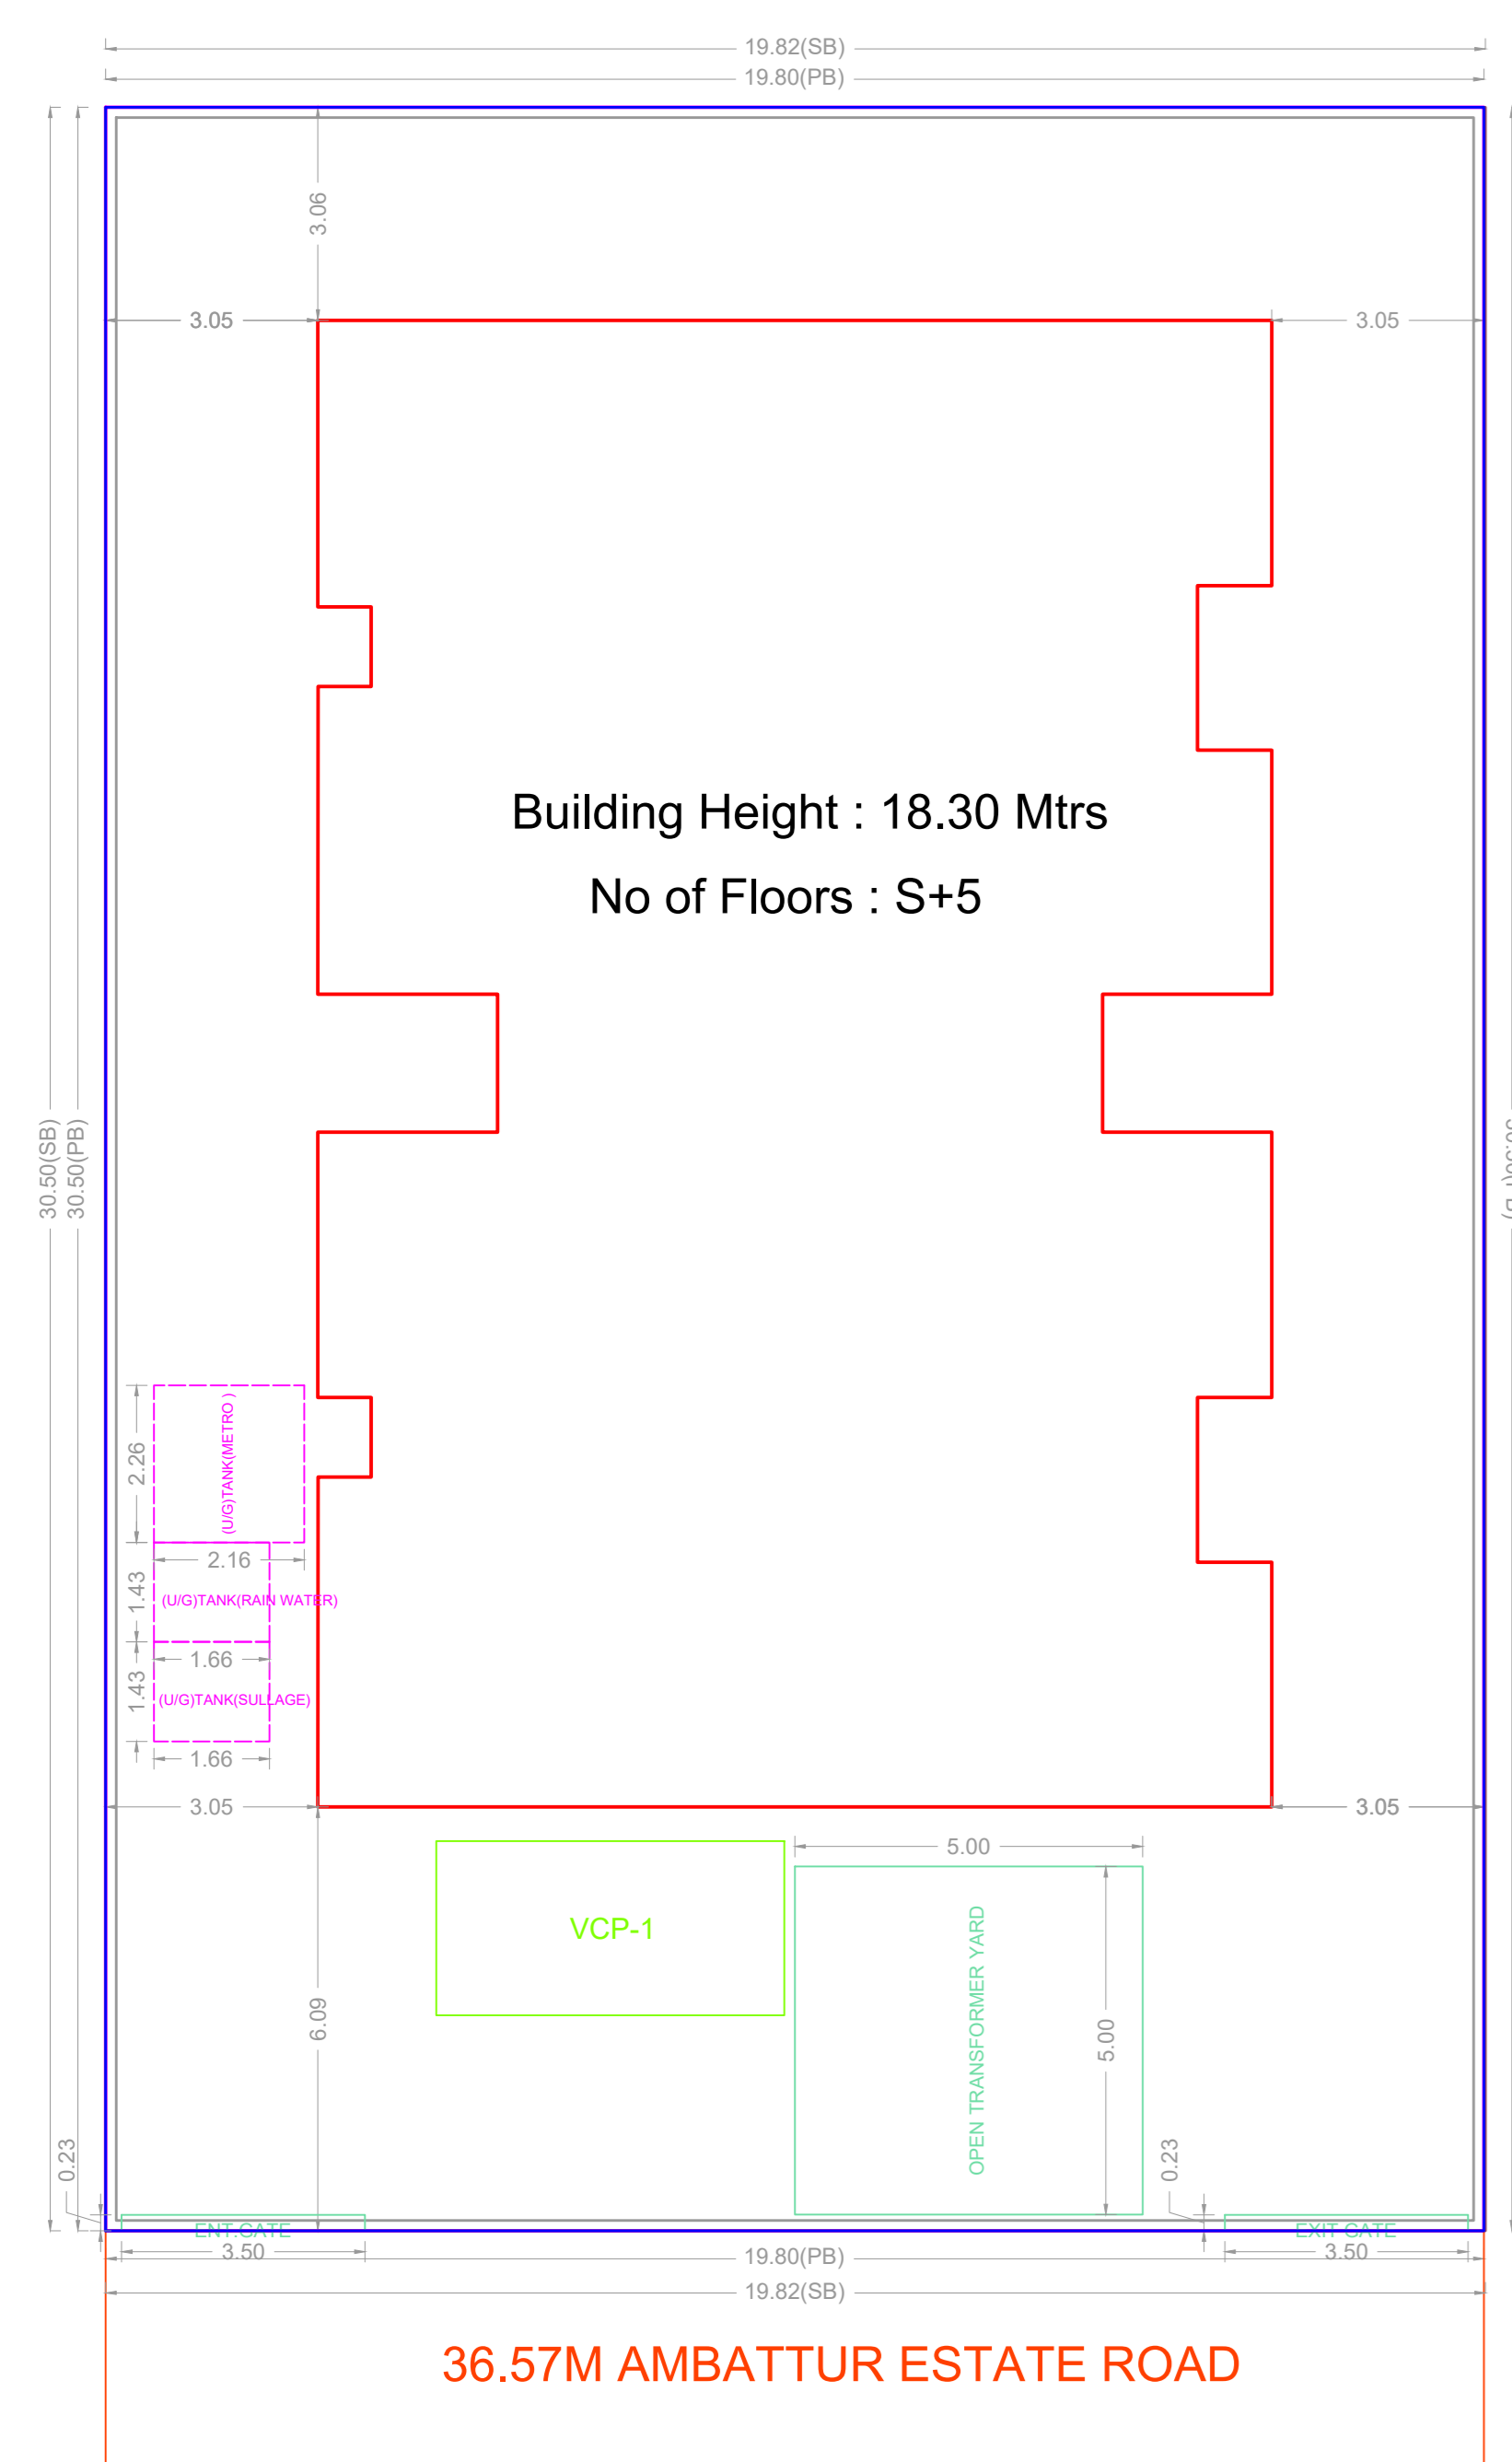 19.82(SB)
19.80(PB)
3.06
3.05
3.05
Building Height : 18.30 Mtrs
No of Floors : S+5
30.50(SB)
30.50(PB)
2.26
(U/G)TANK(METRO )
2.16
1.43
(U/G)TANK(RAIN WATER)
1.66
1.43
(U/G)TANK(SULLAGE)
1.66
3.05
3.05
5.00
VCP-1
OPEN TRANSFORMER YARD
5.00
6.09
0.23
0.23
ENT.GATE
EXIT GATE
3.50
19.80(PB)
3.50
19.82(SB)
36.57M AMBATTUR ESTATE ROAD